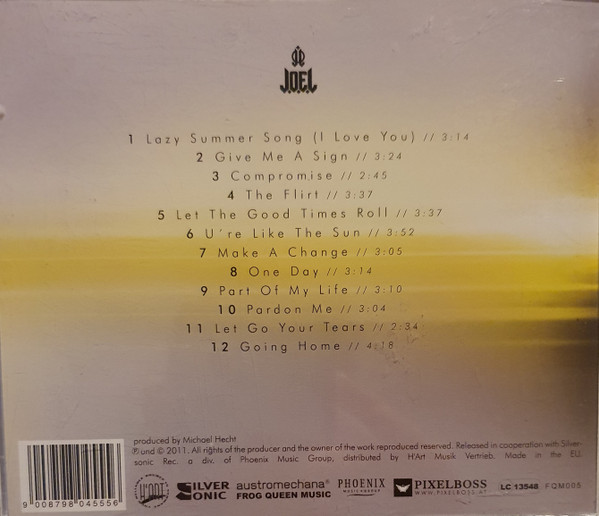 J.O.E.L
1 Lazy Summer Song (I Love You) // 3:14
2 Give Me A Sign // 3:24
3 Compromise // 2:45
4 The Flirt // 3:37
5 Let The Good Times Roll // 3:37
6 U're Like The Sun // 3:52
7 Make A Change // 3:05
8 One Day // 3:14
9 Part Of My Life // 3:10
10 Pardon Me // 3:04
11 Let Go Your Tears // 2:34
12 Going Home // 4:18
produced by Michael Hecht
℗ und © 2011. All rights of the producer and the owner of the work reproduced reserved. Released in cooperation with Silver-
sonic Rec. a div. of Phoenix Music Group, distributed by H'Art Musik Vertrieb. Made in the EU.
9 008798 045556
H'ART
SILVER SONIC
austromechana®
FROG QUEEN MUSIC
PHOENIX
MUSIC GROUP
PIXELBOSS
WWW.PIXELBOSS.AT
LC 13548
FQM005